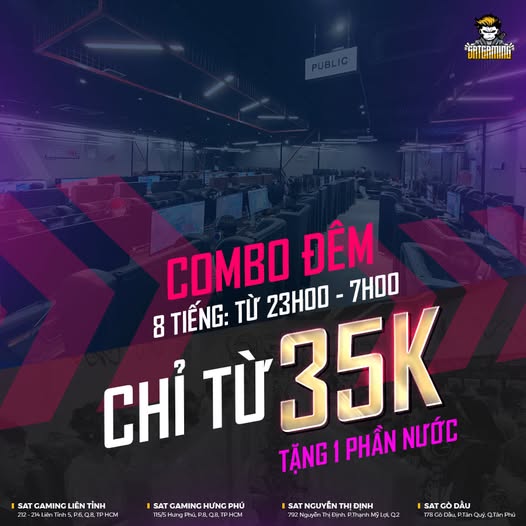 SATGAMING
PUBLIC
COMBO ĐÊM
8 TIẾNG: TỪ 23H00 - 7H00
CHỈ TỪ 35K
TẶNG 1 PHẦN NƯỚC
SAT GAMING LIÊN TỈNH
212 - 214 Liên Tỉnh 5, P.6, Q.8, TP HCM
SAT GAMING HƯNG PHÚ
115/5 Hưng Phú, P.8, Q.8, TP HCM
SAT NGUYỄN THỊ ĐỊNH
792 Nguyễn Thị Định. P.Thạnh Mỹ Lợi, Q.2
SAT GÒ DẦU
178 Gò Dầu, P.Tân Quý, Q.Tân Phú